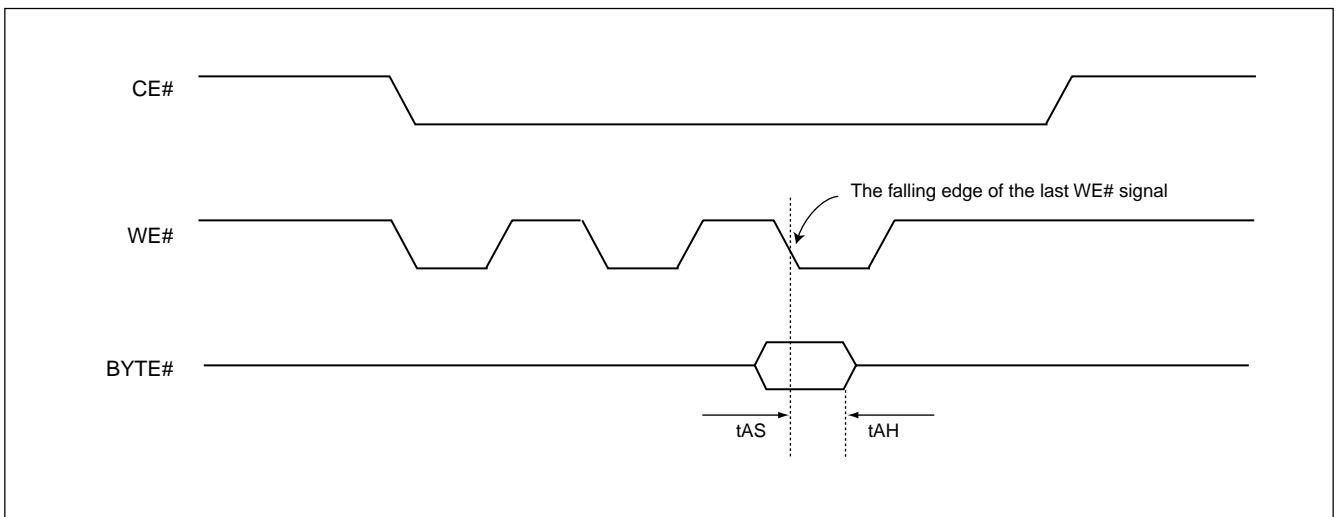 CE#
The falling edge of the last WE# signal
WE#
BYTE#
tAS
tAH